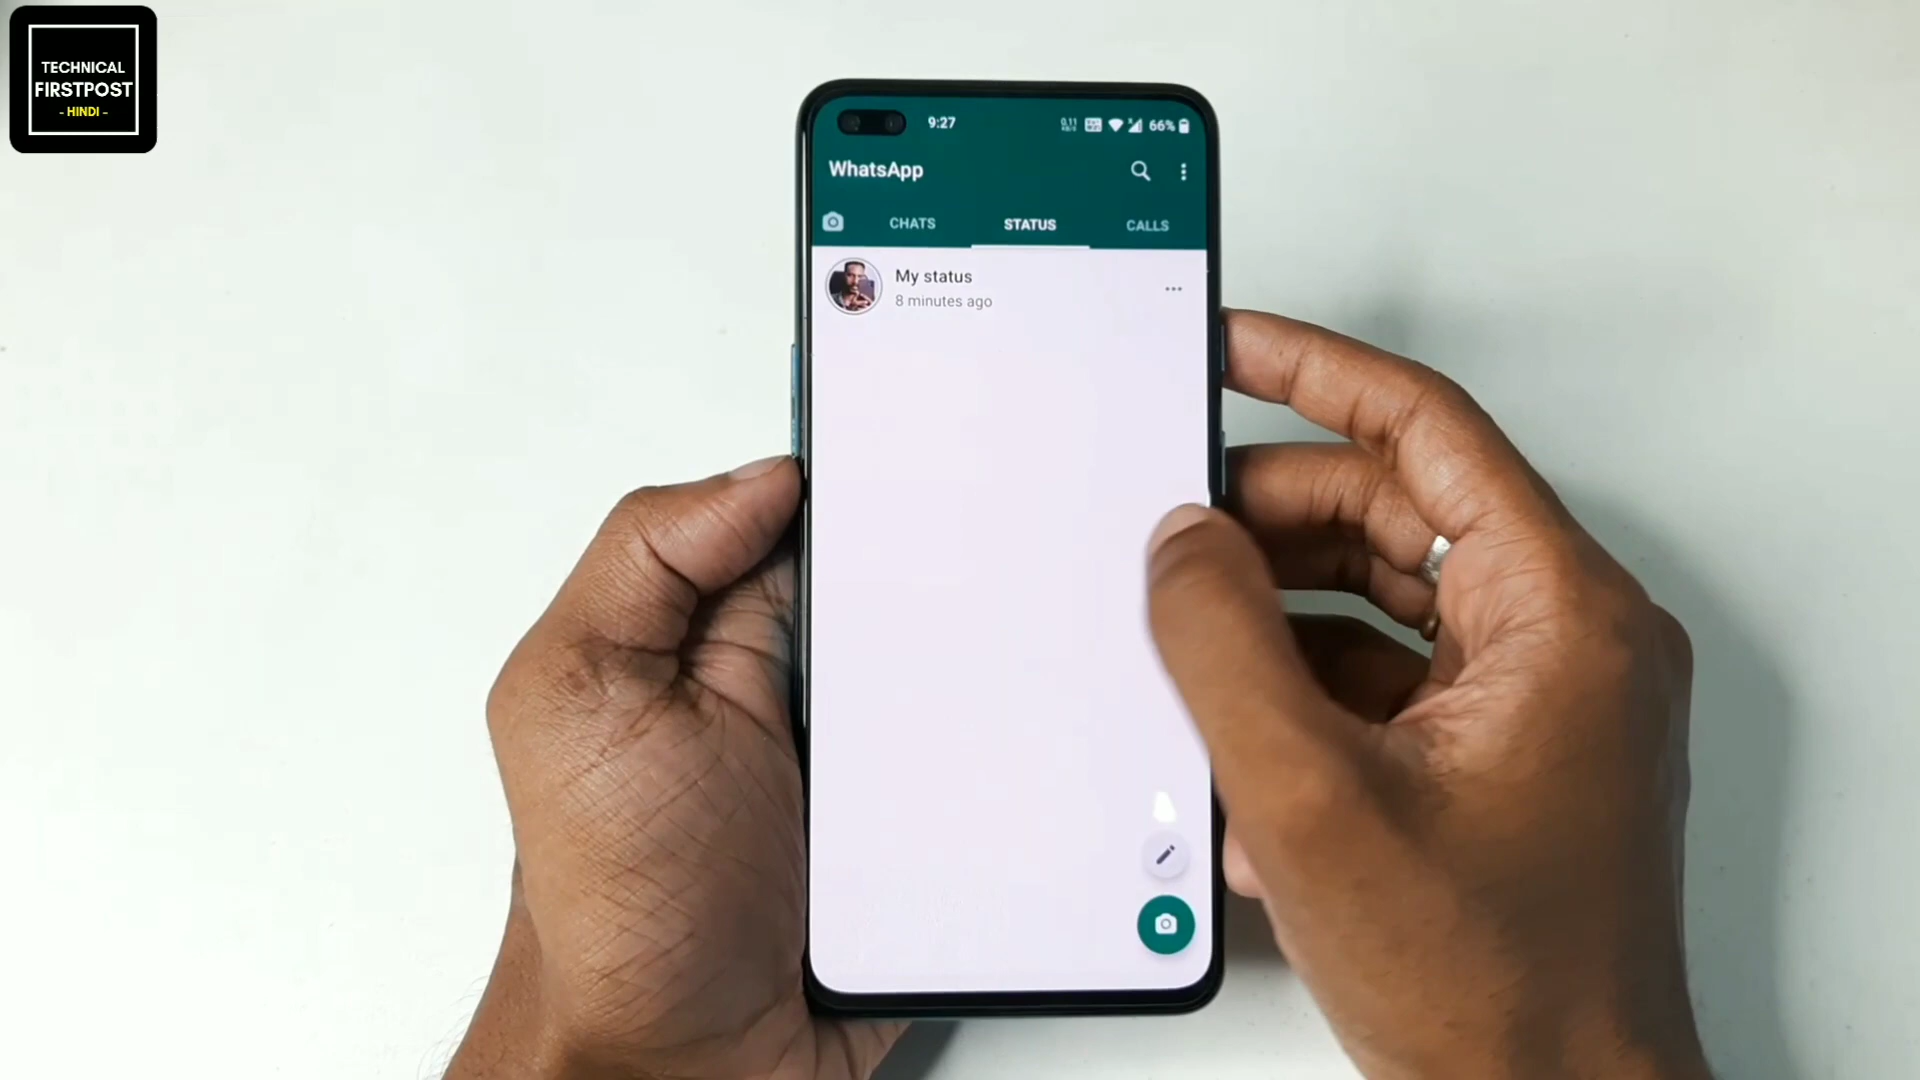 TECHNICAL
FIRSTPOST
- HINDI -
9:27
66%
WhatsApp
CHATS
STATUS
CALLS
My status
8 minutes ago